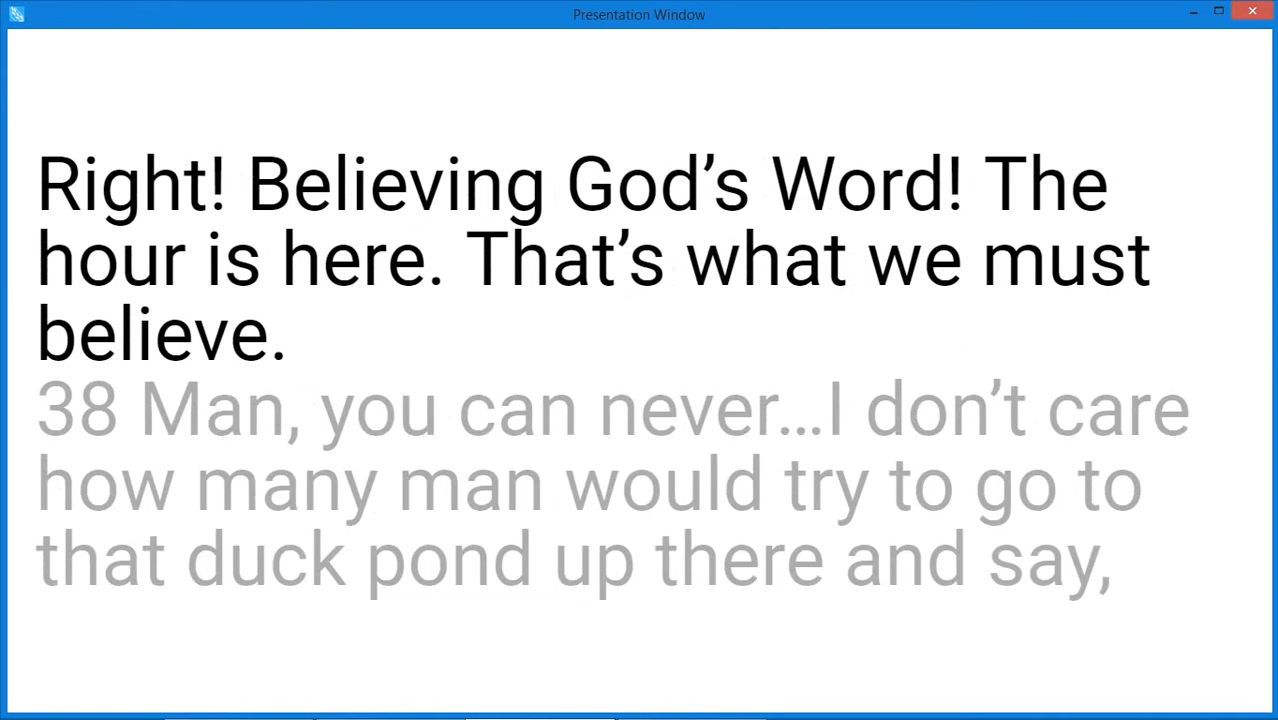 Presentation Window
Right! Believing God’s Word! The
hour is here. That’s what we must
believe.
38 Man, you can never…I don’t care
how many man would try to go to
that duck pond up there and say,